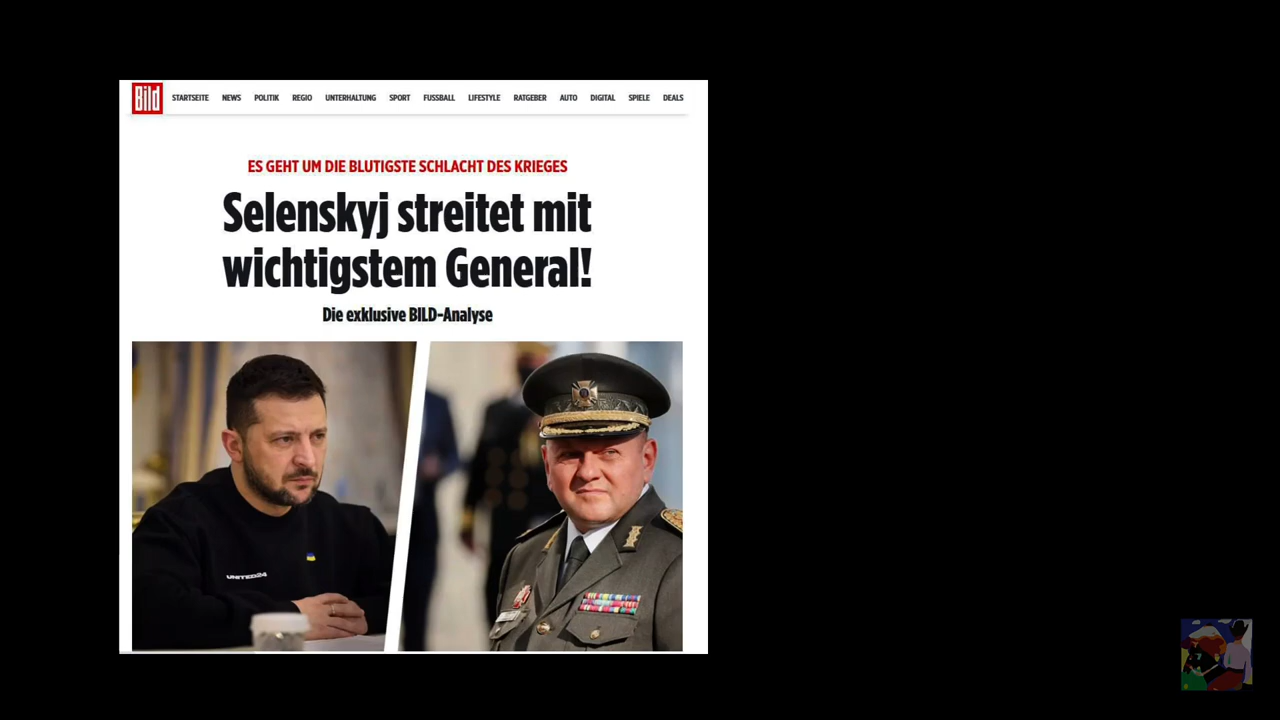 Bild
STARTSEITE NEWS POLITIK REGIO UNTERHALTUNG SPORT FUSSBALL LIFESTYLE RATGEBER AUTO DIGITAL SPIELE DEALS
ES GEHT UM DIE BLUTIGSTE SCHLACHT DES KRIEGES
Selenskyj streitet mit
wichtigstem General!
Die exklusive BILD-Analyse
UNITED24